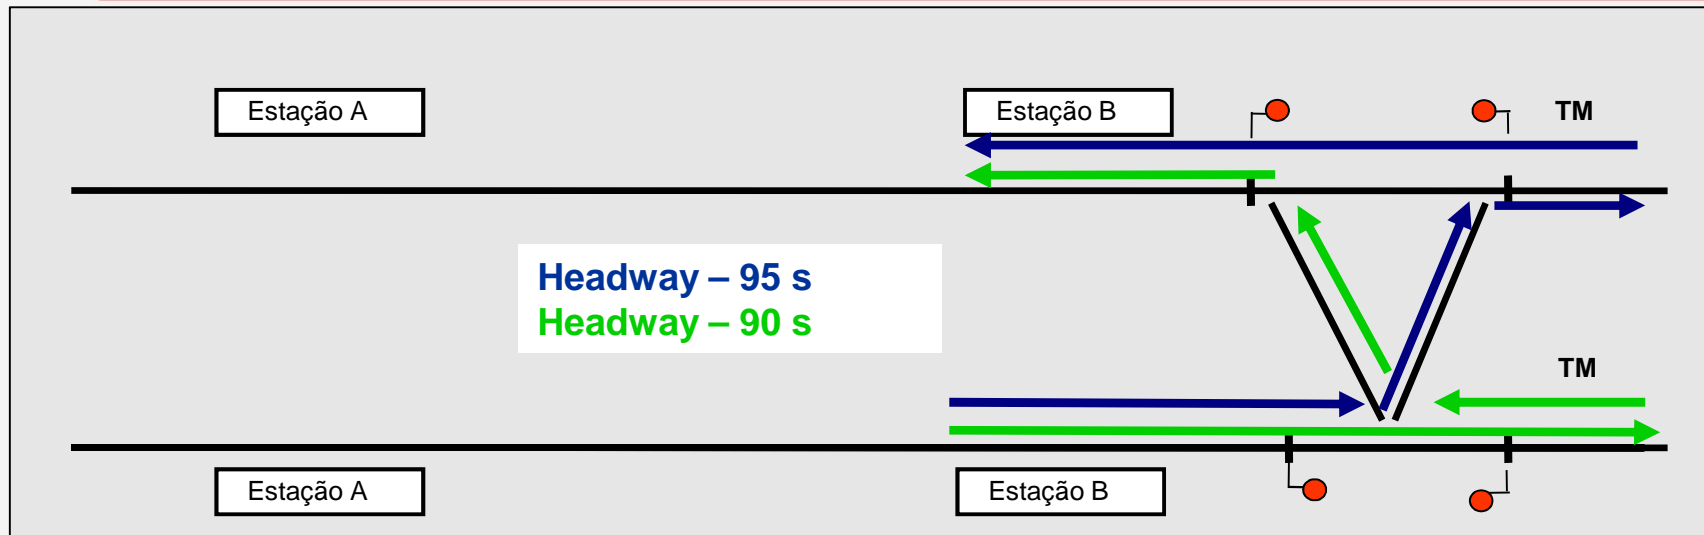 Estação A
Estação B
TM
Headway – 95 s
Headway – 90 s
TM
Estação A
Estação B